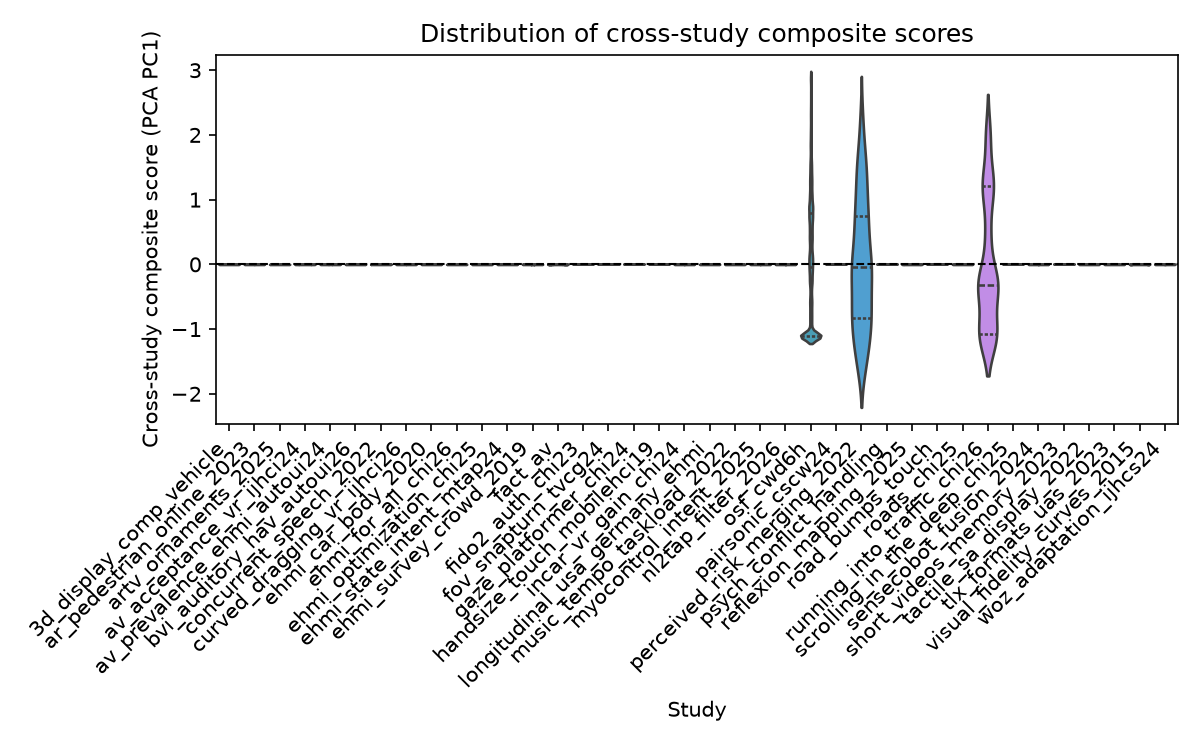 Distribution of cross-study composite scores
Cross-study composite score (PCA PC1)
3
2
1
0
−1
−2
3d_display_comp_vehicle
ar_pedestrian_online_2023
artv_ornaments_2025
av_acceptance_vr_ijhci24
av_prevalence_ehmi_autoui24
bvi_auditory_hav_autoui26
concurrent_speech_2022
curved_dragging_vr_ijhci26
ehmi_car_body_2020
ehmi_for_all_chi26
ehmi_optimization_chi25
ehmi_state_intent_mtap24
ehmi_survey_crowd_2019
fact_av
fido2_auth_chi23
fov_snapturn_tvcg24
gaze_platformer_chi24
handsize_touch_mobilehci19
incar_vr_gain_chi24
longitudinal_usa_germany_ehmi
music_tempo_taskload_2022
myocontrol_intent_2025
osf_cwd6h
pairsonic_cscw24
perceived_risk_merging_2022
psych_conflict_handling
reflexion_mapping_2025
road_bumps_touch
roads_chi25
running_into_traffic_chi26
scrolling_in_the_deep_chi25
sensecobot_fusion_2024
short_videos_memory_2023
tactile_sa_display_2022
tlx_formats_uas_2023
visual_fidelity_curves_2015
woz_adaptation_ijhcs24
Study